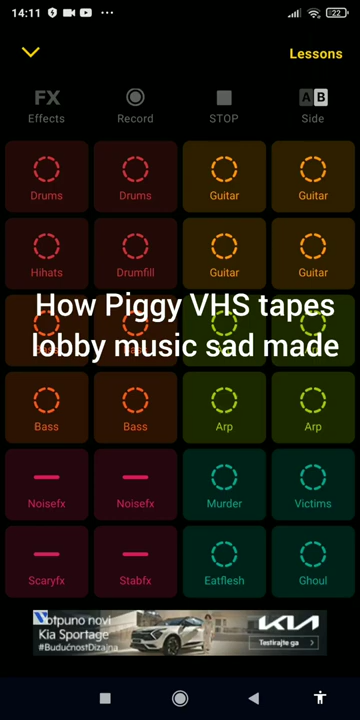 14:11
22
Lessons
FX
A B
Effects Record STOP Side
Drums Drums Guitar Guitar
Hihats Drumfill Guitar Guitar
How Piggy VHS tapes
lobby music sad made
Bass Bass Arp Arp
Noisefx Noisefx Murder Victims
Scaryfx Stabfx Eatflesh Ghoul
Potpuno novi
Kia Sportage
#BudućnostDizajna
KIA
Testirajte ga >